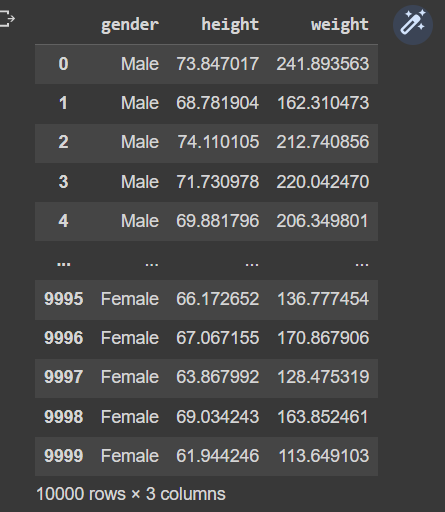 gender height weight
0 Male 73.847017 241.893563
1 Male 68.781904 162.310473
2 Male 74.110105 212.740856
3 Male 71.730978 220.042470
4 Male 69.881796 206.349801
... ... ... ...
9995 Female 66.172652 136.777454
9996 Female 67.067155 170.867906
9997 Female 63.867992 128.475319
9998 Female 69.034243 163.852461
9999 Female 61.944246 113.649103
10000 rows × 3 columns